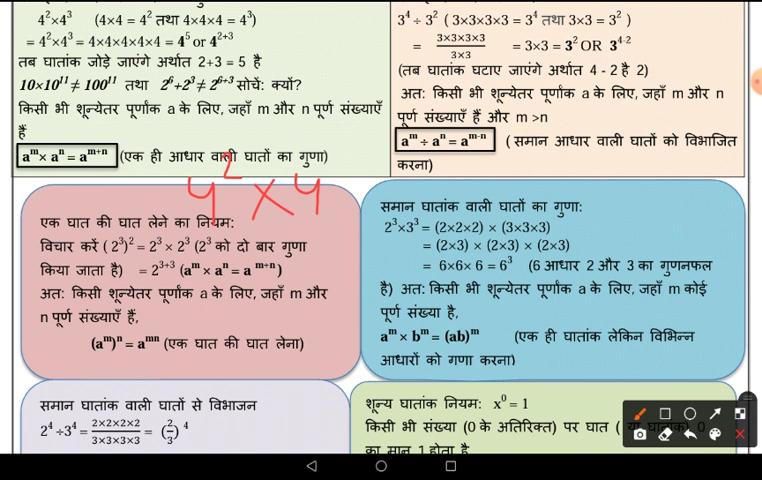 4²×4³ (4×4 = 4² तथा 4×4×4 = 4³)
= 4²×4³ = 4×4×4×4×4 = 4⁵ or 4²⁺³
तब घातांक जोड़े जाएंगे अर्थात 2+3 = 5 है
10×10¹¹ ≠ 100¹¹ तथा 2⁶+2³ ≠ 2⁶⁺³ सोचें: क्यों?
किसी भी शून्येतर पूर्णांक a के लिए, जहाँ m और n पूर्ण संख्याएँ
हैं
aᵐ× aⁿ = aᵐ⁺ⁿ (एक ही आधार वाली घातों का गुणा)
3⁴ ÷ 3² ( 3×3×3×3 = 3⁴ तथा 3×3 = 3² )
= 3×3×3×3/3×3 = 3×3 = 3² OR 3⁴⁻²
(तब घातांक घटाए जाएंगे अर्थात 4 - 2 है 2)
अत: किसी भी शून्येतर पूर्णांक a के लिए, जहाँ m और n
पूर्ण संख्याएँ हैं और m >n
aᵐ ÷ aⁿ = aᵐ⁻ⁿ ( समान आधार वाली घातों को विभाजित
करना)
4² × 4
एक घात की घात लेने का नियम:
विचार करें ( 2³)² = 2³ × 2³ (2³ को दो बार गुणा
किया जाता है) = 2³⁺³ (aᵐ × aⁿ = a ᵐ⁺ⁿ)
अत: किसी शून्येतर पूर्णांक a के लिए, जहाँ m और
n पूर्ण संख्याएँ हैं,
(aᵐ)ⁿ = aᵐⁿ (एक घात की घात लेना)
समान घातांक वाली घातों का गुणा:
2³×3³ = (2×2×2) × (3×3×3)
= (2×3) × (2×3) × (2×3)
= 6×6× 6 = 6³ (6 आधार 2 और 3 का गुणनफल
है) अत: किसी भी शून्येतर पूर्णांक a के लिए, जहाँ m कोई
पूर्ण संख्या है,
aᵐ × bᵐ = (ab)ᵐ (एक ही घातांक लेकिन विभिन्न
आधारों को गुणा करना)
समान घातांक वाली घातों से विभाजन
2⁴ ÷3⁴ = 2×2×2×2/3×3×3×3 = (2/3) ⁴
शून्य घातांक नियम: x⁰ = 1
किसी भी संख्या (0 के अतिरिक्त) पर घात ( या घातांक) 0
का मान 1 होता है